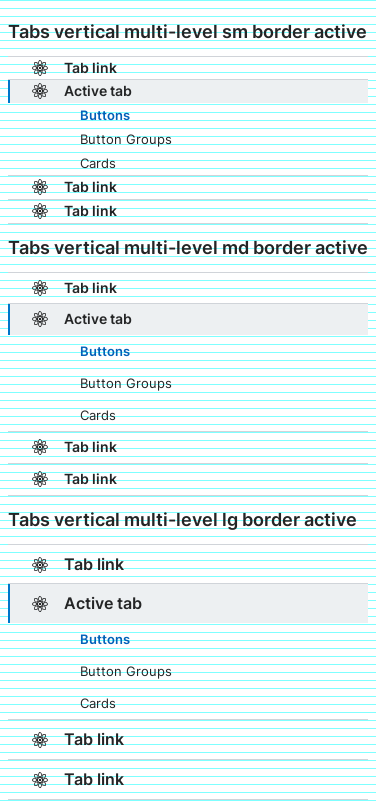 Tabs vertical multi-level sm border active
Tab link
Active tab
Buttons
Button Groups
Cards
Tab link
Tab link
Tabs vertical multi-level md border active
Tab link
Active tab
Buttons
Button Groups
Cards
Tab link
Tab link
Tabs vertical multi-level lg border active
Tab link
Active tab
Buttons
Button Groups
Cards
Tab link
Tab link